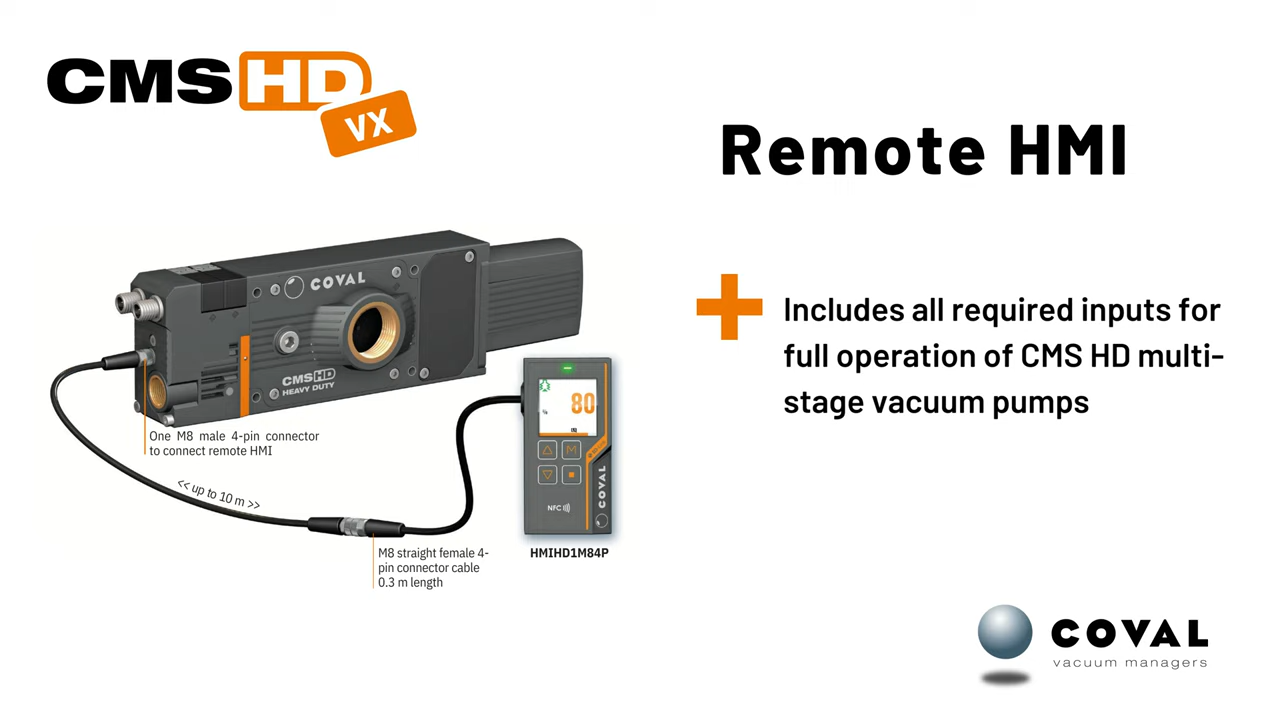 CMS HD
VX
Remote HMI
Includes all required inputs for
full operation of CMS HD multi-
stage vacuum pumps
COVAL
CMS HD
HEAVY DUTY
One M8 male 4-pin connector
to connect remote HMI
<< up to 10 m >>
M8 straight female 4-
pin connector cable
0.3 m length
80
M
NFC
COVAL
HMIHD1M84P
COVAL
vacuum managers